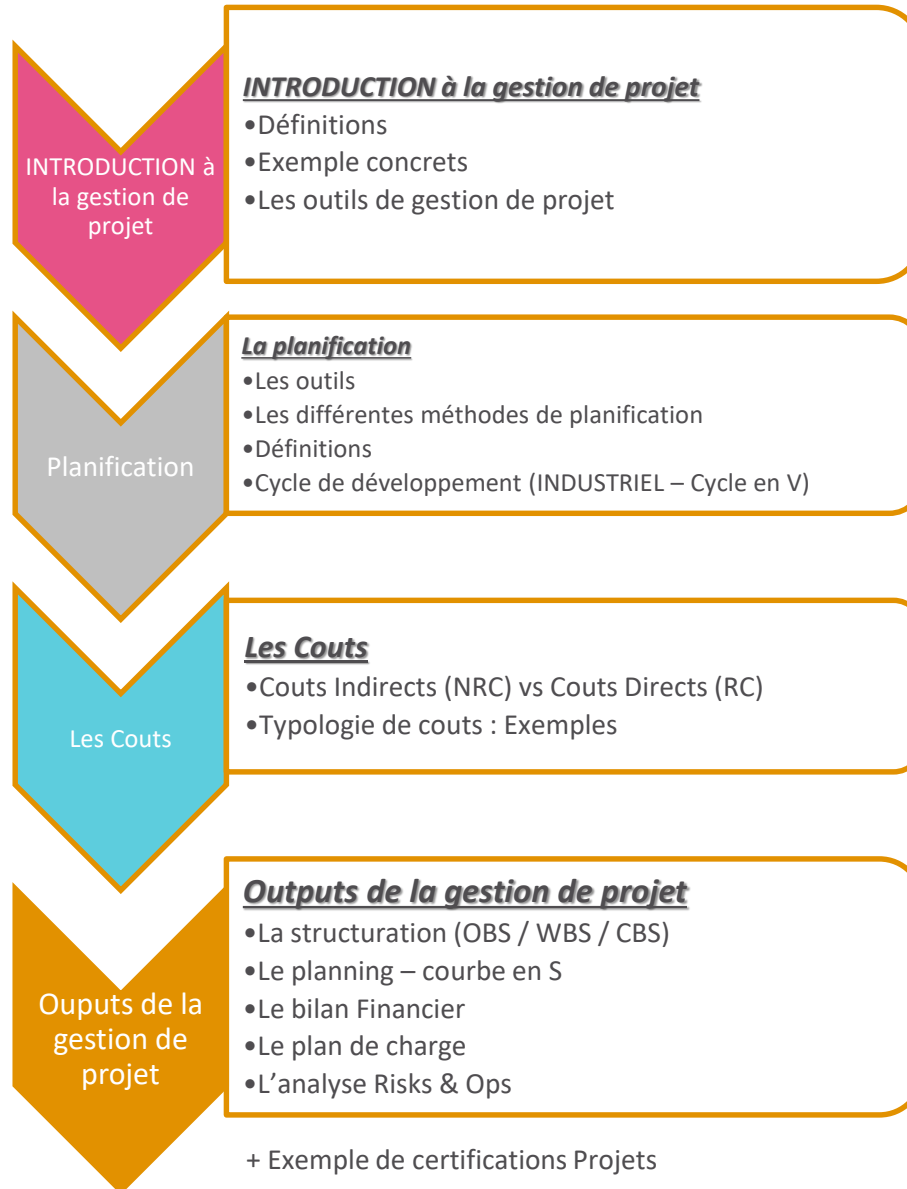 INTRODUCTION à
la gestion de
projet
INTRODUCTION à la gestion de projet
•Définitions
•Exemple concrets
•Les outils de gestion de projet
Planification
La planification
•Les outils
•Les différentes méthodes de planification
•Définitions
•Cycle de développement (INDUSTRIEL – Cycle en V)
Les Couts
Les Couts
•Couts Indirects (NRC) vs Couts Directs (RC)
•Typologie de couts : Exemples
Ouputs de la
gestion de
projet
Outputs de la gestion de projet
•La structuration (OBS / WBS / CBS)
•Le planning – courbe en S
•Le bilan Financier
•Le plan de charge
•L’analyse Risks & Ops
+ Exemple de certifications Projets